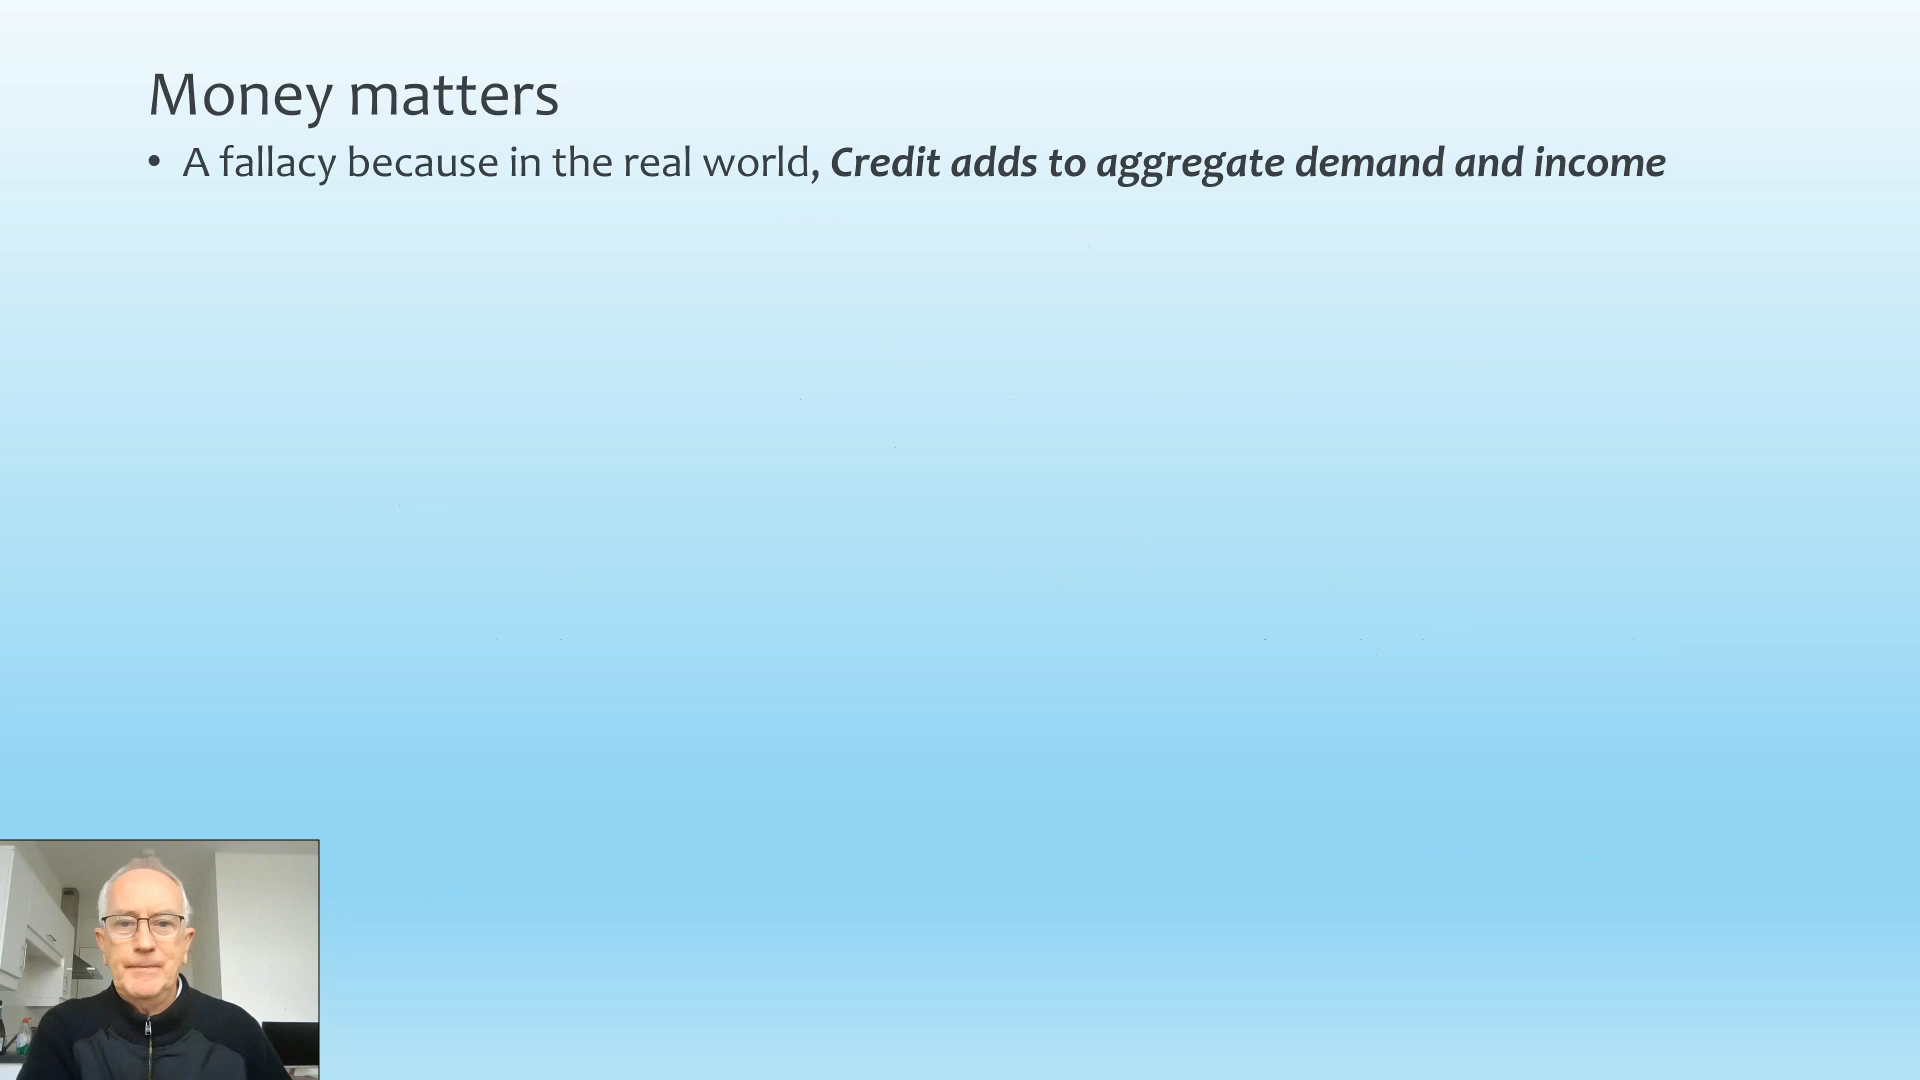 Money matters
• A fallacy because in the real world, Credit adds to aggregate demand and income